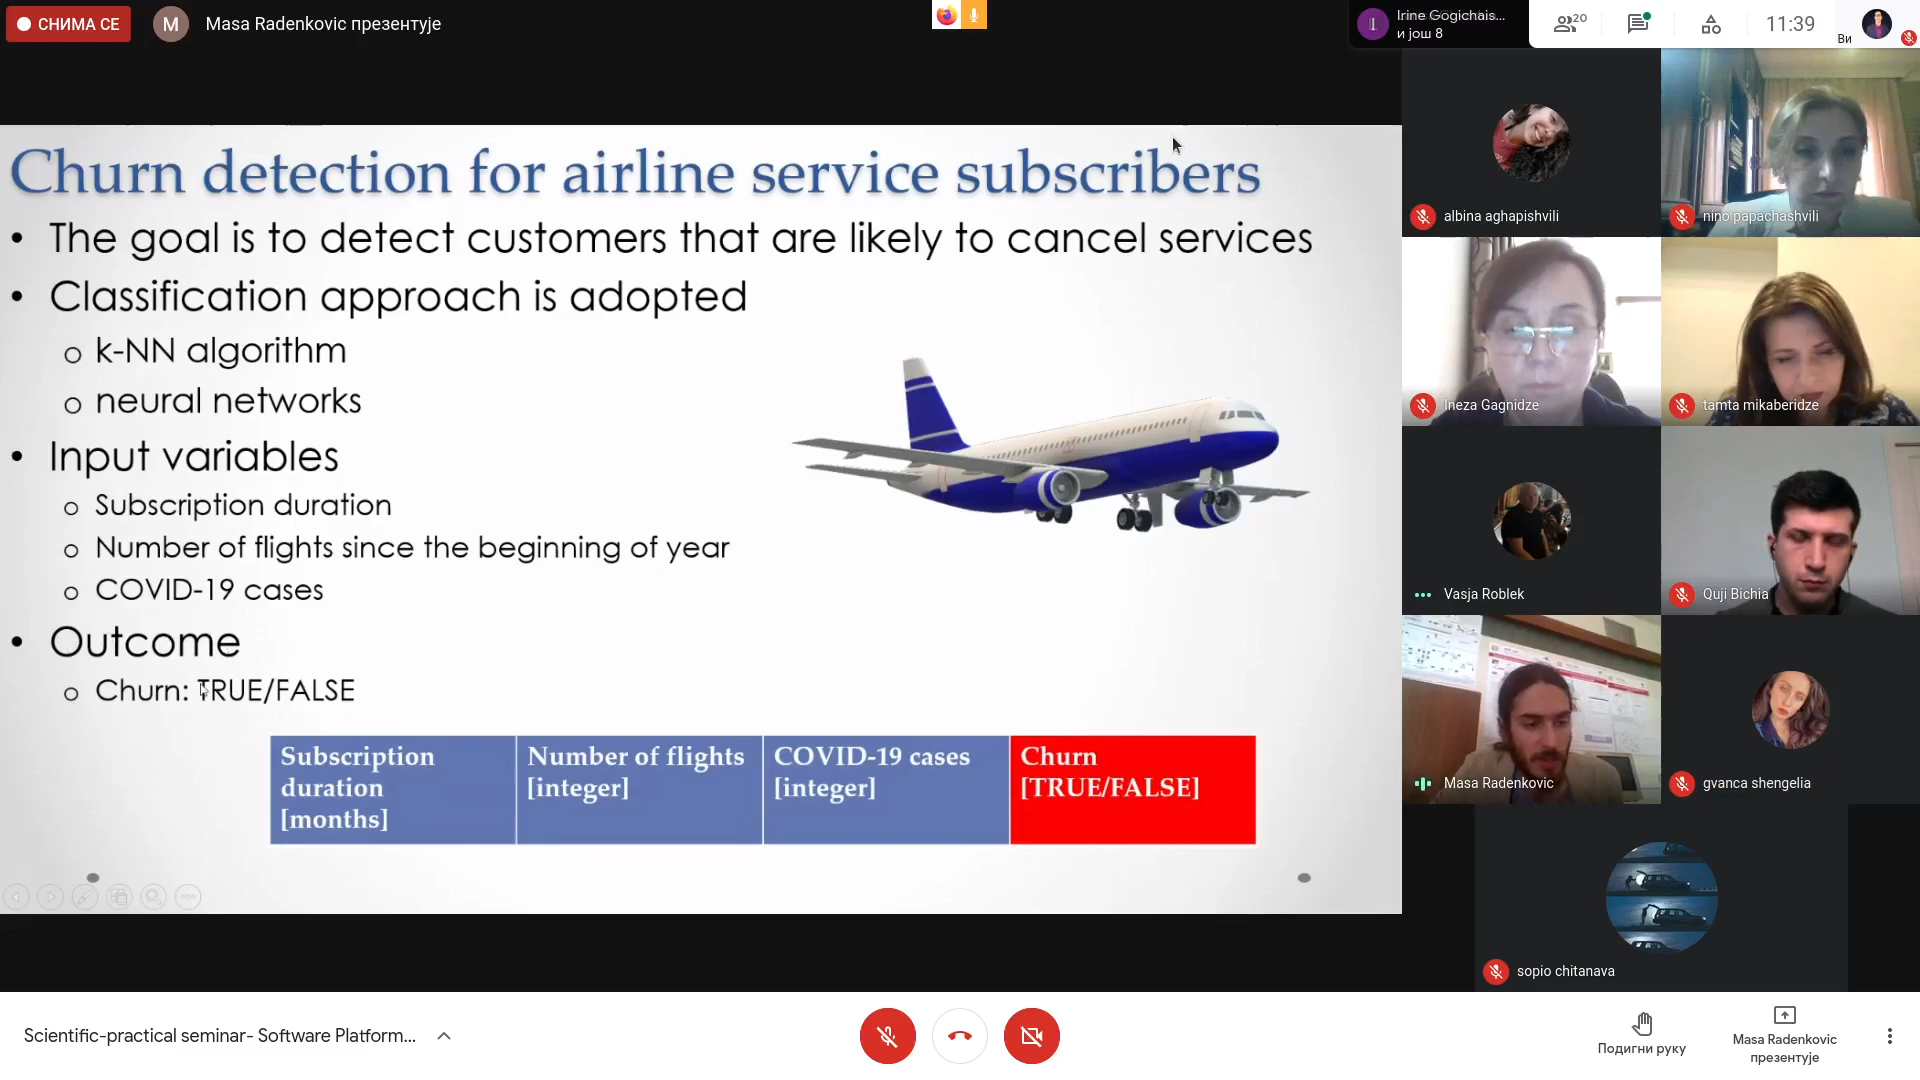 СНИМА СЕ
M
Masa Radenkovic презентује
и још 8
20
11:39
Ви
Churn detection for airline service subscribers
• The goal is to detect customers that are likely to cancel services
• Classification approach is adopted
o k-NN algorithm
o neural networks
• Input variables
o Subscription duration
o Number of flights since the beginning of year
o COVID-19 cases
• Outcome
o Churn: TRUE/FALSE
Subscription duration [months]
Number of flights [integer]
COVID-19 cases [integer]
Churn [TRUE/FALSE]
albina aghapishvili
nino papachashvili
Ineza Gagnidze
tamta mikaberidze
Vasja Roblek
Quji Bichia
Masa Radenkovic
gvanca shengelia
sopio chitanava
Scientific-practical seminar- Software Platform...
Подигни руку
Masa Radenkovic
презентује